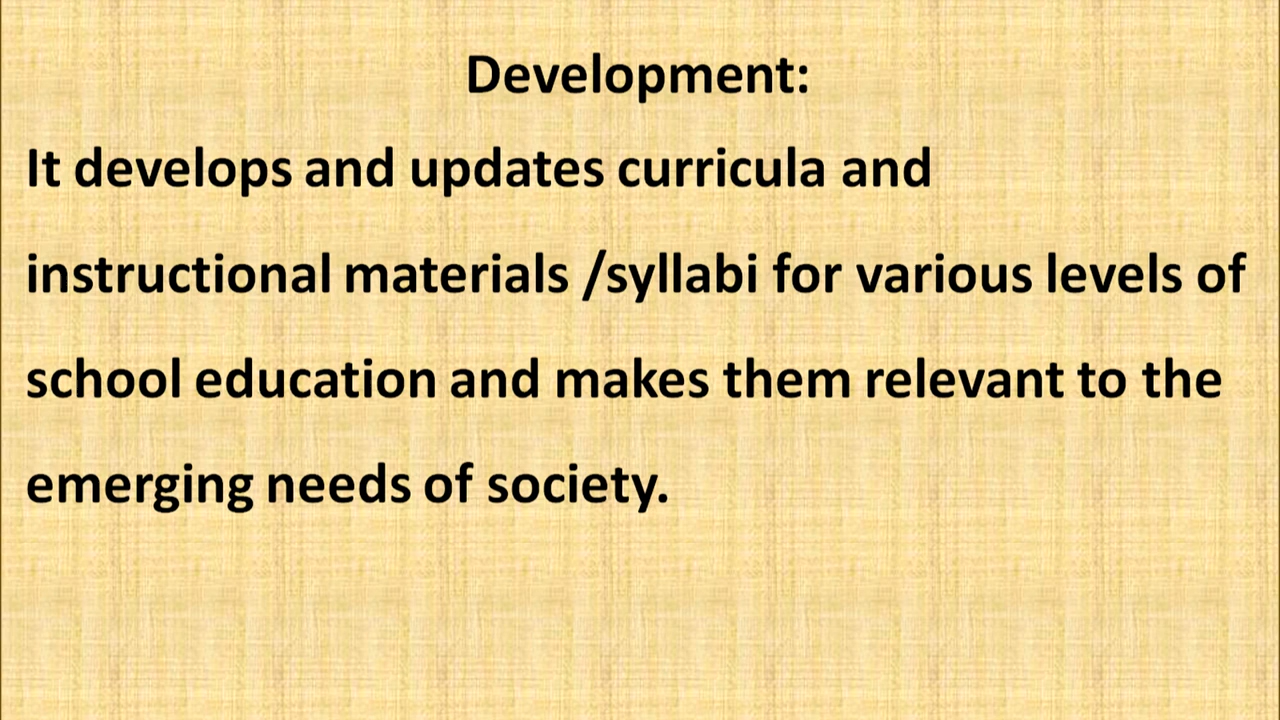 Development:
It develops and updates curricula and
instructional materials /syllabi for various levels of
school education and makes them relevant to the
emerging needs of society.